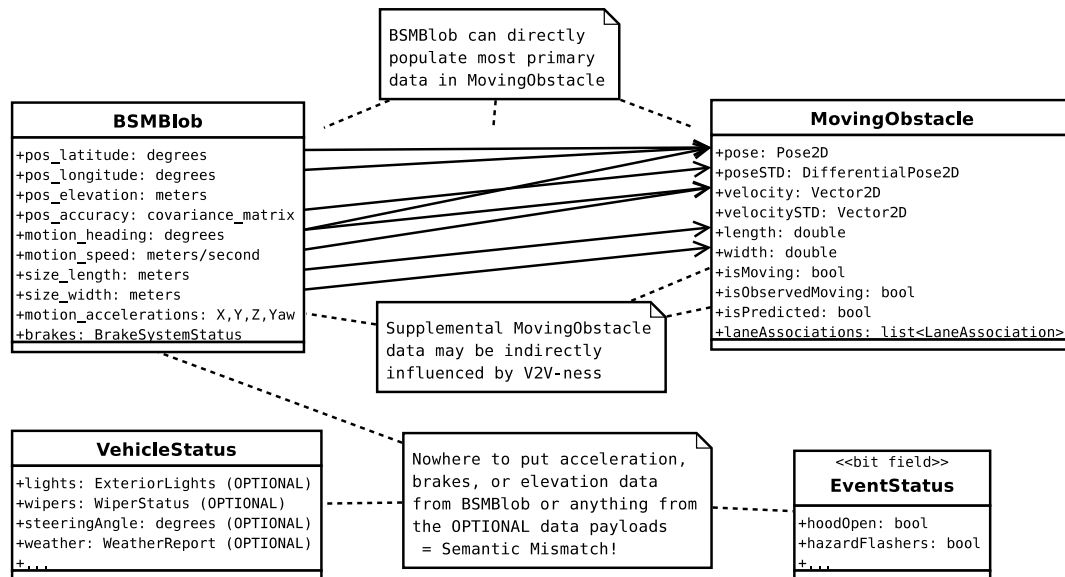 BSMBlob can directly
populate most primary
data in MovingObstacle
BSMBlob
+pos_latitude: degrees
+pos_longitude: degrees
+pos_elevation: meters
+pos_accuracy: covariance_matrix
+motion_heading: degrees
+motion_speed: meters/second
+size_length: meters
+size_width: meters
+motion_accelerations: X,Y,Z,Yaw
+brakes: BrakeSystemStatus
MovingObstacle
+pose: Pose2D
+poseSTD: DifferentialPose2D
+velocity: Vector2D
+velocitySTD: Vector2D
+length: double
+width: double
+isMoving: bool
+isObservedMoving: bool
+isPredicted: bool
+laneAssociations: list<LaneAssociation>
Supplemental MovingObstacle
data may be indirectly
influenced by V2V-ness
VehicleStatus
+lights: ExteriorLights (OPTIONAL)
+wipers: WiperStatus (OPTIONAL)
+steeringAngle: degrees (OPTIONAL)
+weather: WeatherReport (OPTIONAL)
+...
Nowhere to put acceleration,
brakes, or elevation data
from BSMBlob or anything from
the OPTIONAL data payloads
= Semantic Mismatch!
<<bit field>>
EventStatus
+hoodOpen: bool
+hazardFlashers: bool
+...